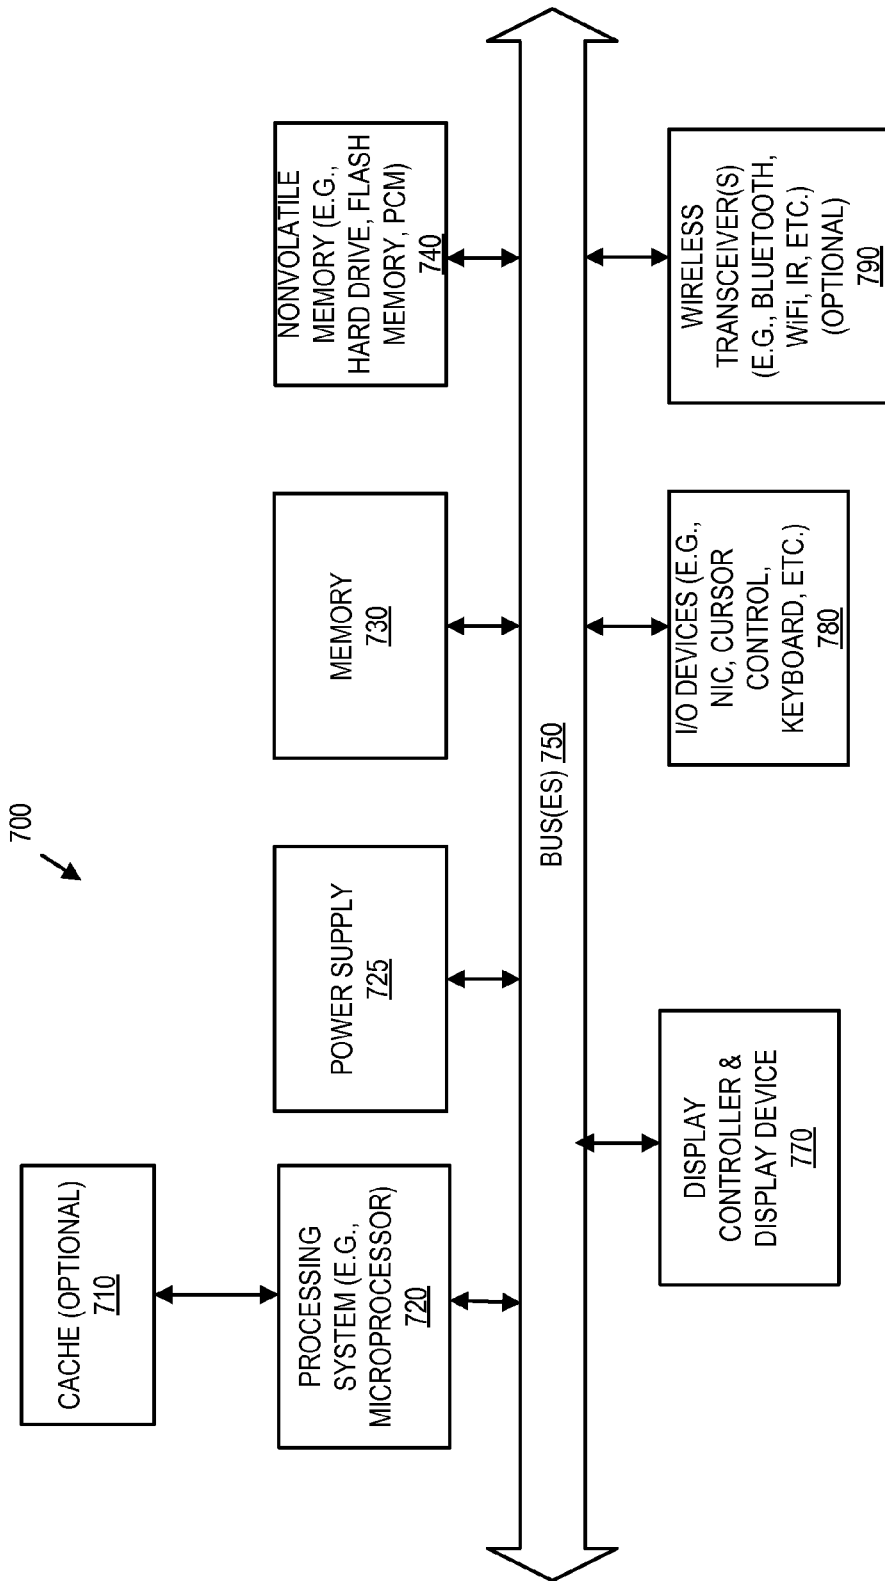 700
CACHE (OPTIONAL)
710
PROCESSING
SYSTEM (E.G.,
MICROPROCESSOR)
720
POWER SUPPLY
725
MEMORY
730
NONVOLATILE
MEMORY (E.G.,
HARD DRIVE, FLASH
MEMORY, PCM)
740
BUS(ES) 750
DISPLAY
CONTROLLER &
DISPLAY DEVICE
770
I/O DEVICES (E.G.,
NIC, CURSOR
CONTROL,
KEYBOARD, ETC.)
780
WIRELESS
TRANSCEIVER(S)
(E.G., BLUETOOTH,
WiFi, IR, ETC.)
(OPTIONAL)
790